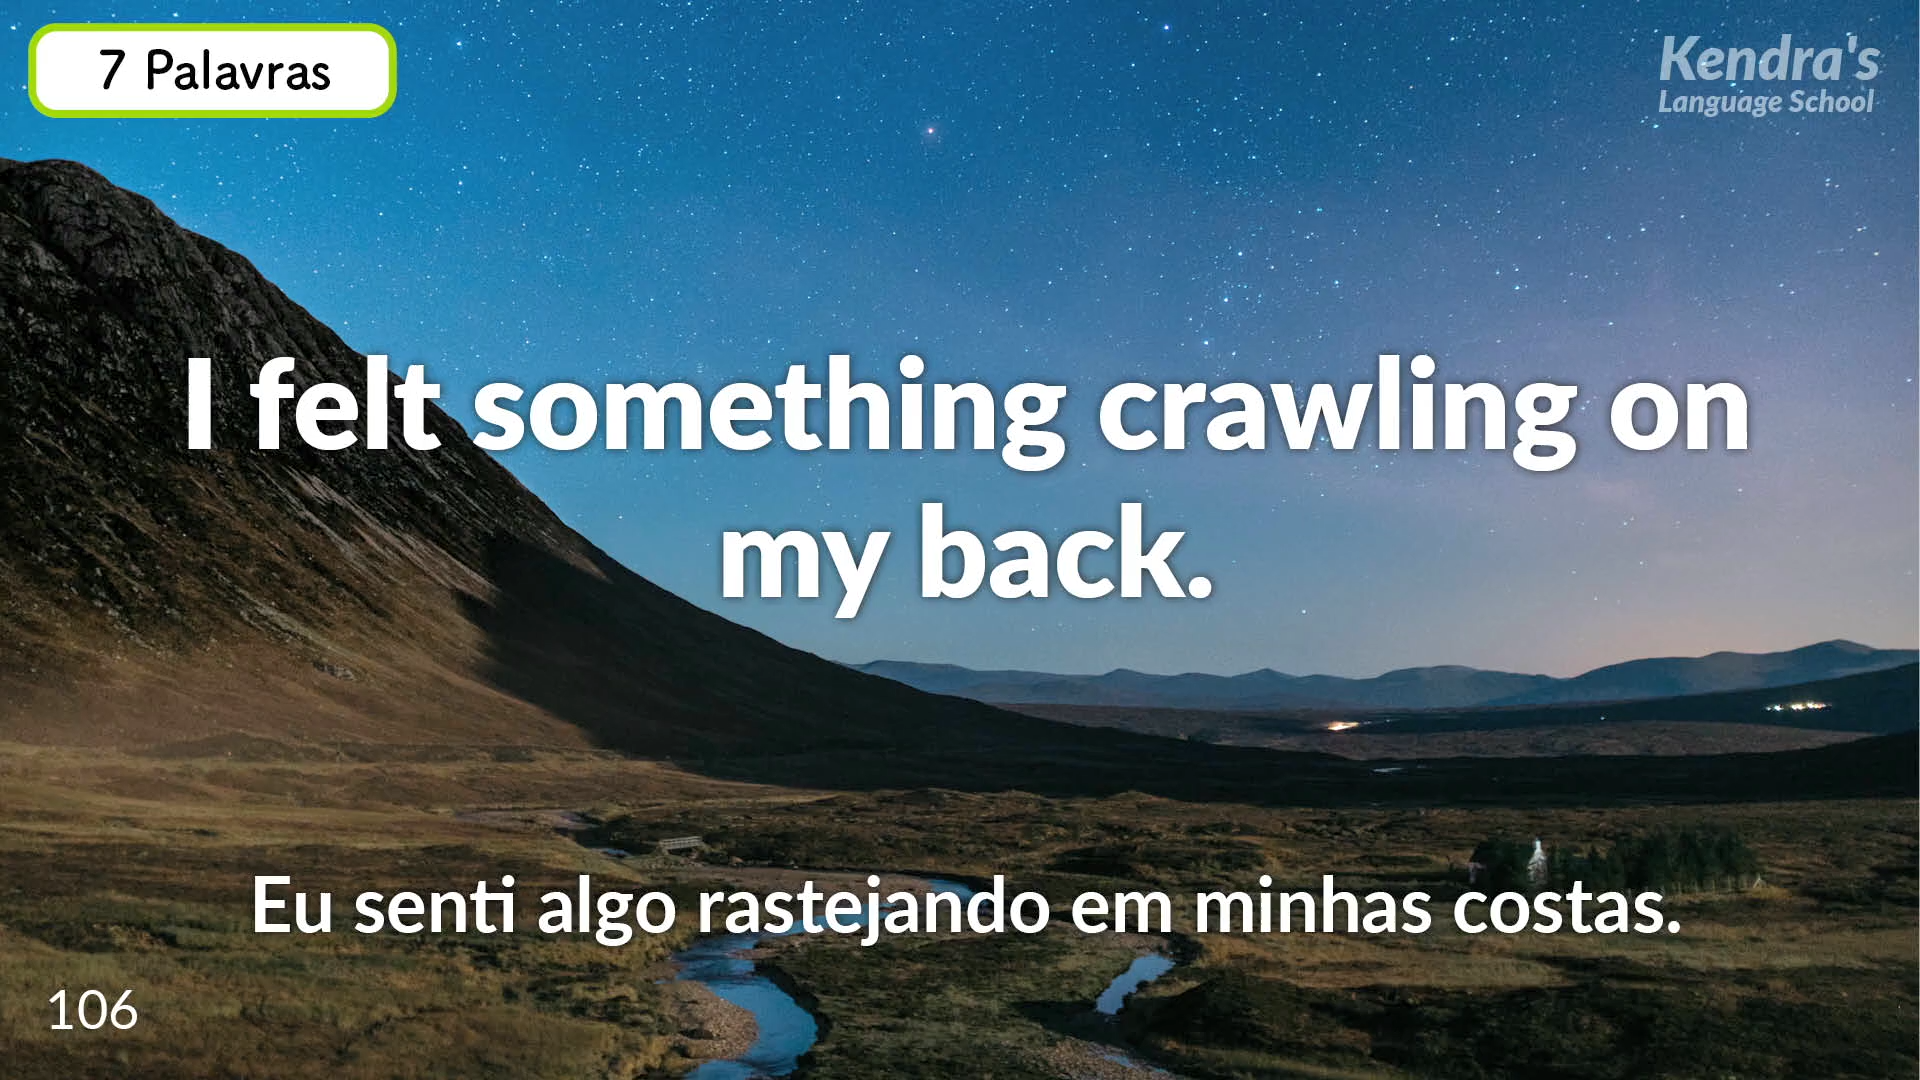 7 Palavras
Kendra's
Language School
I felt something crawling on
my back.
Eu senti algo rastejando em minhas costas.
106